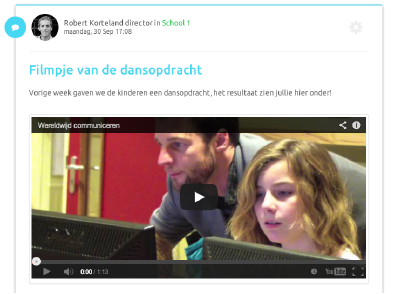 Robert Korteland director in School 1
maandag, 30 Sep 17:08
Filmpje van de dansopdracht
Vorige week gaven we de kinderen een dansopdracht, het resultaat zien jullie hier onder!
Wereldwijd communiceren
0:00 / 1:13
YouTube